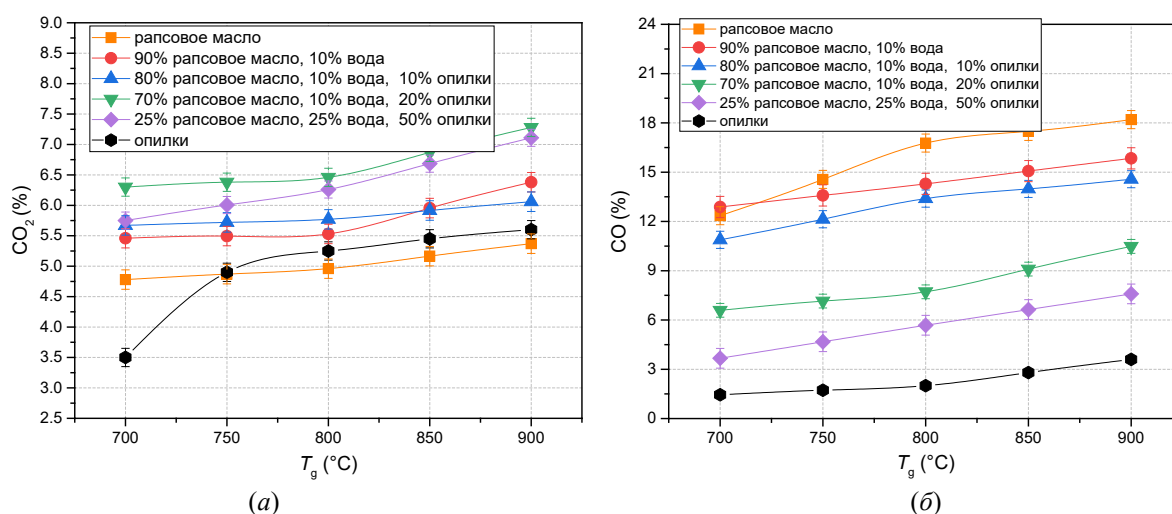 рапсовое масло
90% рапсовое масло, 10% вода
80% рапсовое масло, 10% вода, 10% опилки
70% рапсовое масло, 10% вода, 20% опилки
25% рапсовое масло, 25% вода, 50% опилки
опилки
CO₂ (%)
9.0
8.5
8.0
7.5
7.0
6.5
6.0
5.5
5.0
4.5
4.0
3.5
3.0
2.5
700 750 800 850 900
T_g (°C)
(а)
рапсовое масло
90% рапсовое масло, 10% вода
80% рапсовое масло, 10% вода, 10% опилки
70% рапсовое масло, 10% вода, 20% опилки
25% рапсовое масло, 25% вода, 50% опилки
опилки
CO (%)
24
21
18
15
12
9
6
3
0
700 750 800 850 900
T_g (°C)
(б)